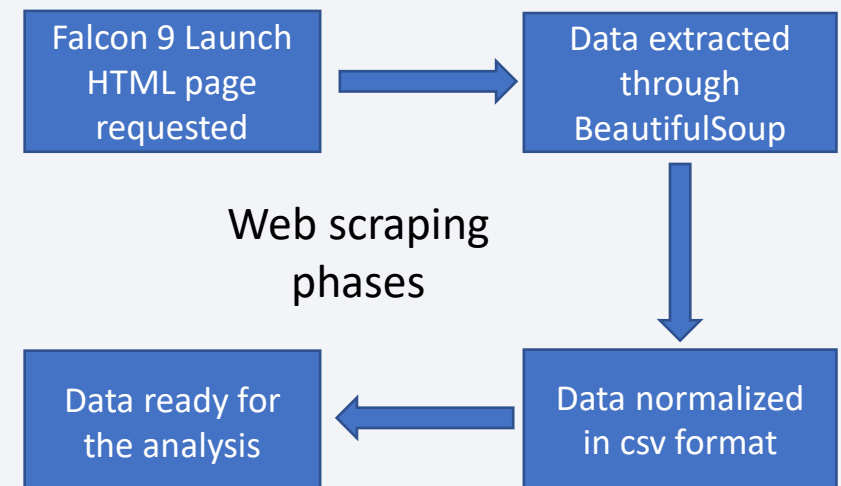 Falcon 9 Launch
HTML page
requested
Data extracted
through
BeautifulSoup
Web scraping
phases
Data ready for
the analysis
Data normalized
in csv format